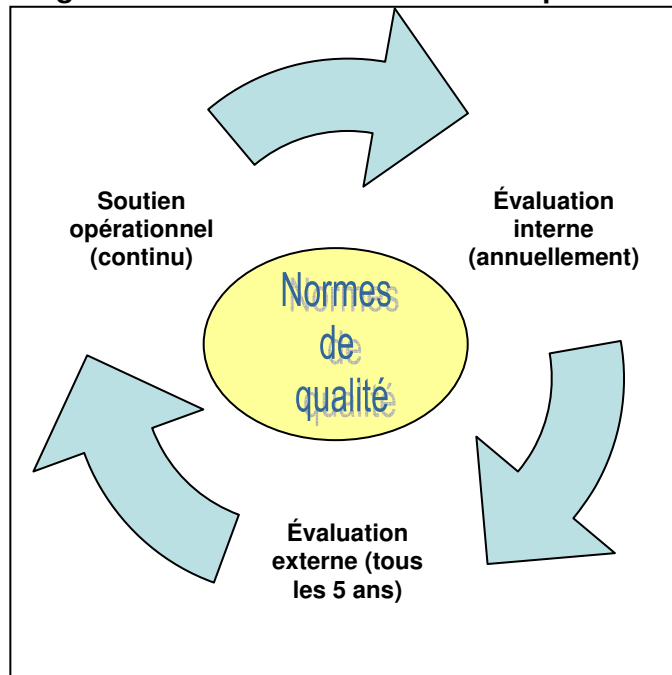 Soutien
opérationnel
(continu)
Évaluation
interne
(annuellement)
Normes
de
qualité
Évaluation
externe (tous
les 5 ans)